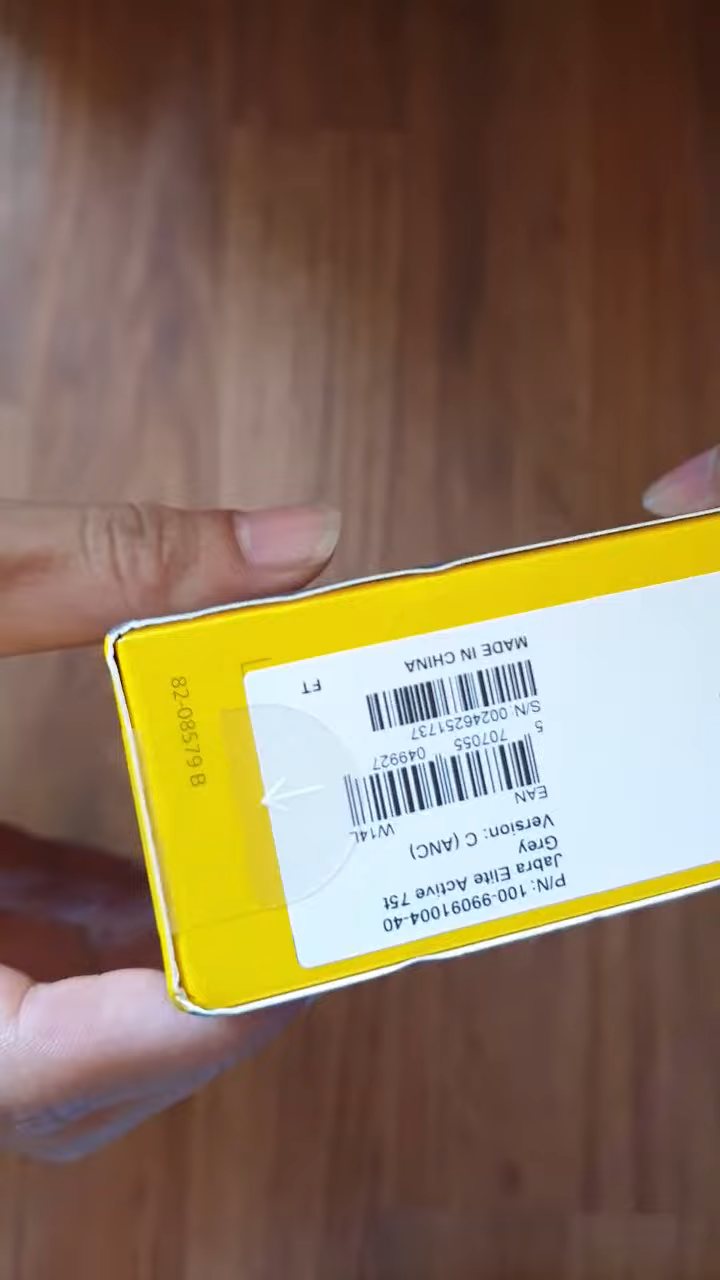 P/N: 100-99091004-40
Jabra Elite Active 75t
Grey
Version: C (ANC)
W14L
EAN
5 707055 049927
S/N: 00246251737
MADE IN CHINA
FT
82-08579 B